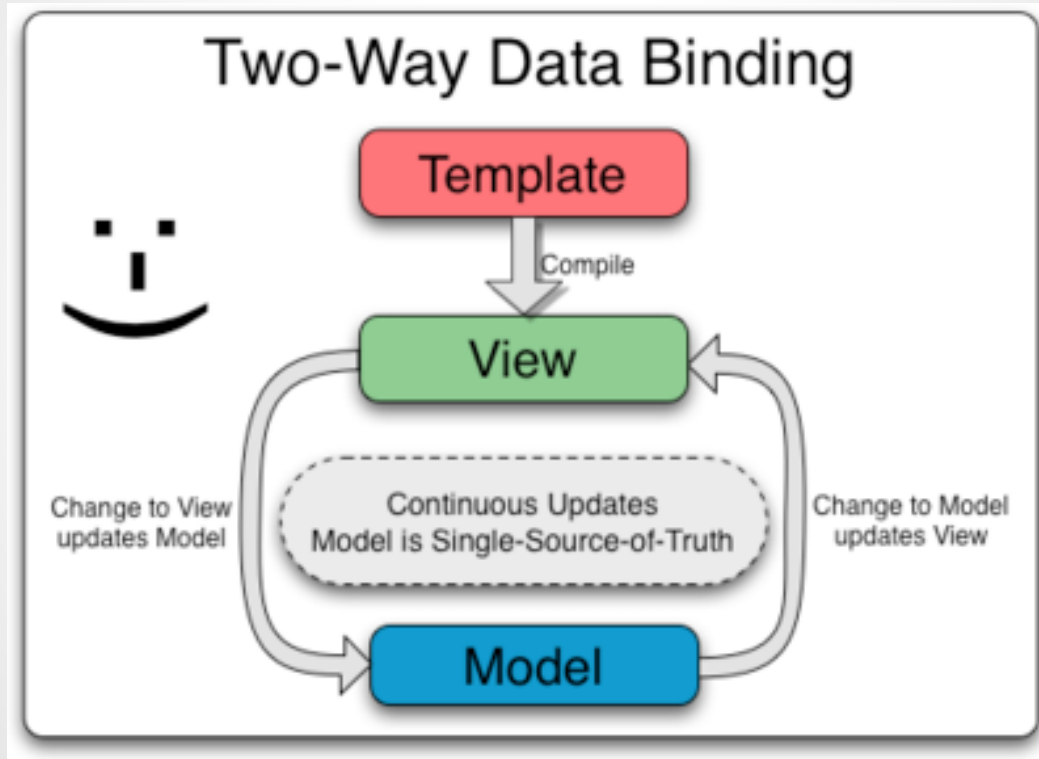 Two-Way Data Binding
Template
Compile
View
Change to View
updates Model
Continuous Updates
Model is Single-Source-of-Truth
Change to Model
updates View
Model